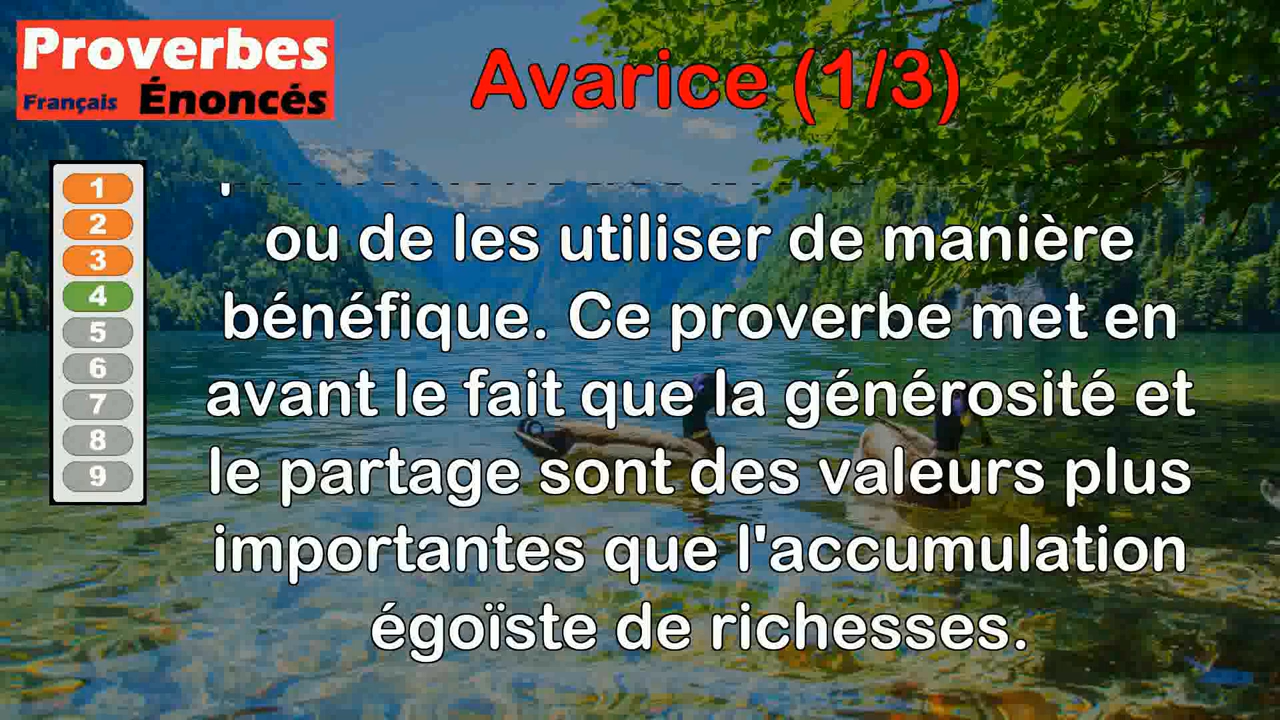 Proverbes
Français Énoncés
Avarice (1/3)
1
2
3
4
5
6
7
8
9
ou de les utiliser de manière
bénéfique. Ce proverbe met en
avant le fait que la générosité et
le partage sont des valeurs plus
importantes que l'accumulation
égoïste de richesses.